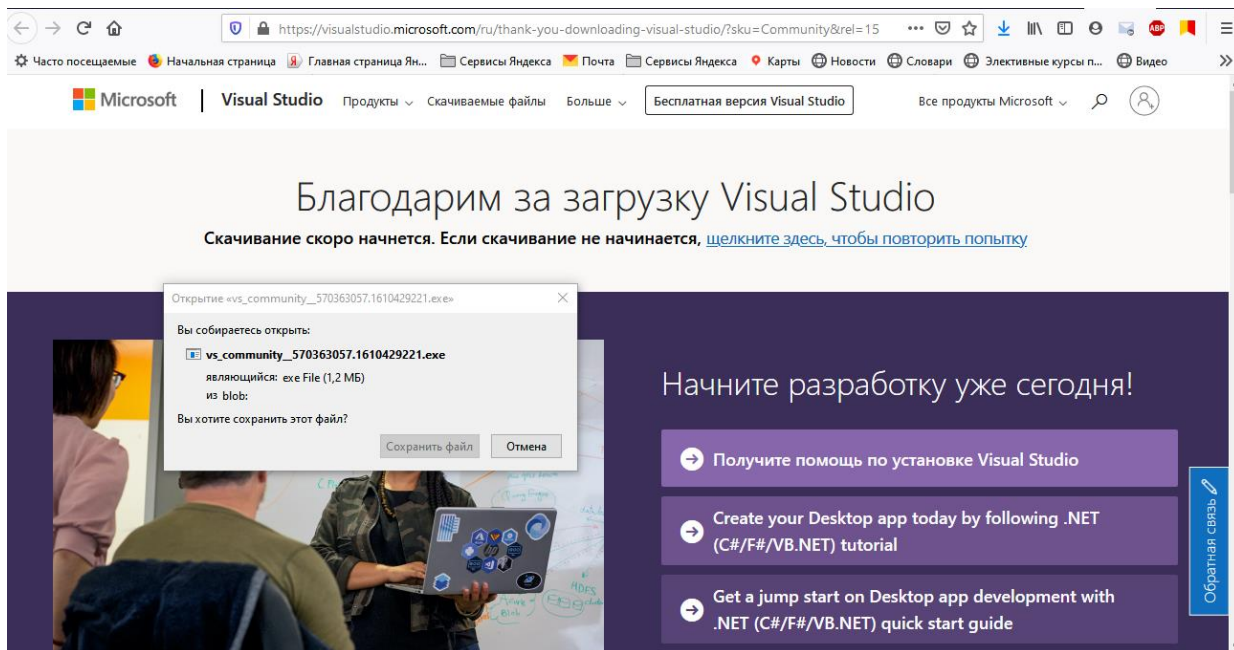 https://visualstudio.microsoft.com/ru/thank-you-downloading-visual-studio/?sku=Community&rel=15
ABP
Часто посещаемые Начальная страница Главная страница Ян... Сервисы Яндекса Почта Сервисы Яндекса Карты Новости Словари Элективные курсы п... Видео
Microsoft Visual Studio Продукты Скачиваемые файлы Больше Бесплатная версия Visual Studio Все продукты Microsoft
Благодарим за загрузку Visual Studio
Скачивание скоро начнется. Если скачивание не начинается, щелкните здесь, чтобы повторить попытку
Открытие «vs_community__570363057.1610429221.exe»
Вы собираетесь открыть:
vs_community__570363057.1610429221.exe
являющийся: exe File (1,2 МБ)
из blob:
Вы хотите сохранить этот файл?
Сохранить файл Отмена
Начните разработку уже сегодня!
Получите помощь по установке Visual Studio
Create your Desktop app today by following .NET
(C#/F#/VB.NET) tutorial
Get a jump start on Desktop app development with
.NET (C#/F#/VB.NET) quick start guide
Обратная связь